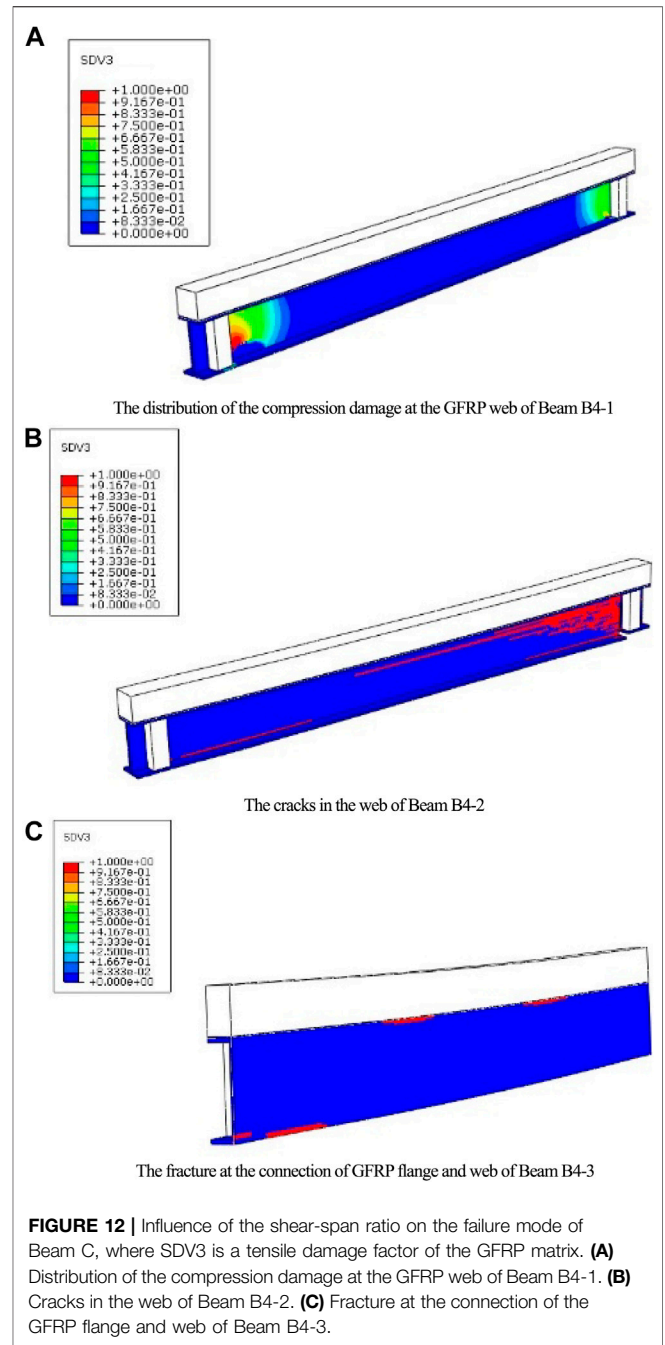 A
SDV3
+1.000e+00
+9.167e-01
+8.333e-01
+7.500e-01
+6.667e-01
+5.833e-01
+5.000e-01
+4.167e-01
+3.333e-01
+2.500e-01
+1.667e-01
+8.333e-02
+0.000e+00
The distribution of the compression damage at the GFRP web of Beam B4-1
B
SDV3
+1.000e+00
+9.167e-01
+8.333e-01
+7.500e-01
+6.667e-01
+5.833e-01
+5.000e-01
+4.167e-01
+3.333e-01
+2.500e-01
+1.667e-01
+8.333e-02
+0.000e+00
The cracks in the web of Beam B4-2
C
SDV3
+1.000e+00
+9.167e-01
+8.333e-01
+7.500e-01
+6.667e-01
+5.833e-01
+5.000e-01
+4.167e-01
+3.333e-01
+2.500e-01
+1.667e-01
+8.333e-02
+0.000e+00
The fracture at the connection of GFRP flange and web of Beam B4-3
FIGURE 12 | Influence of the shear-span ratio on the failure mode of
Beam C, where SDV3 is a tensile damage factor of the GFRP matrix. (A)
Distribution of the compression damage at the GFRP web of Beam B4-1. (B)
Cracks in the web of Beam B4-2. (C) Fracture at the connection of the
GFRP flange and web of Beam B4-3.